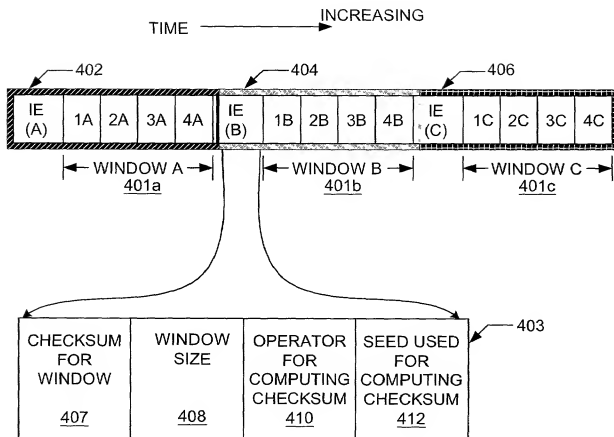 TIME INCREASING
402 404 406
IE (A) 1A 2A 3A 4A IE (B) 1B 2B 3B 4B IE (C) 1C 2C 3C 4C
WINDOW A WINDOW B WINDOW C
401a 401b 401c
403
CHECKSUM FOR WINDOW
407
WINDOW SIZE
408
OPERATOR FOR COMPUTING CHECKSUM
410
SEED USED FOR COMPUTING CHECKSUM
412